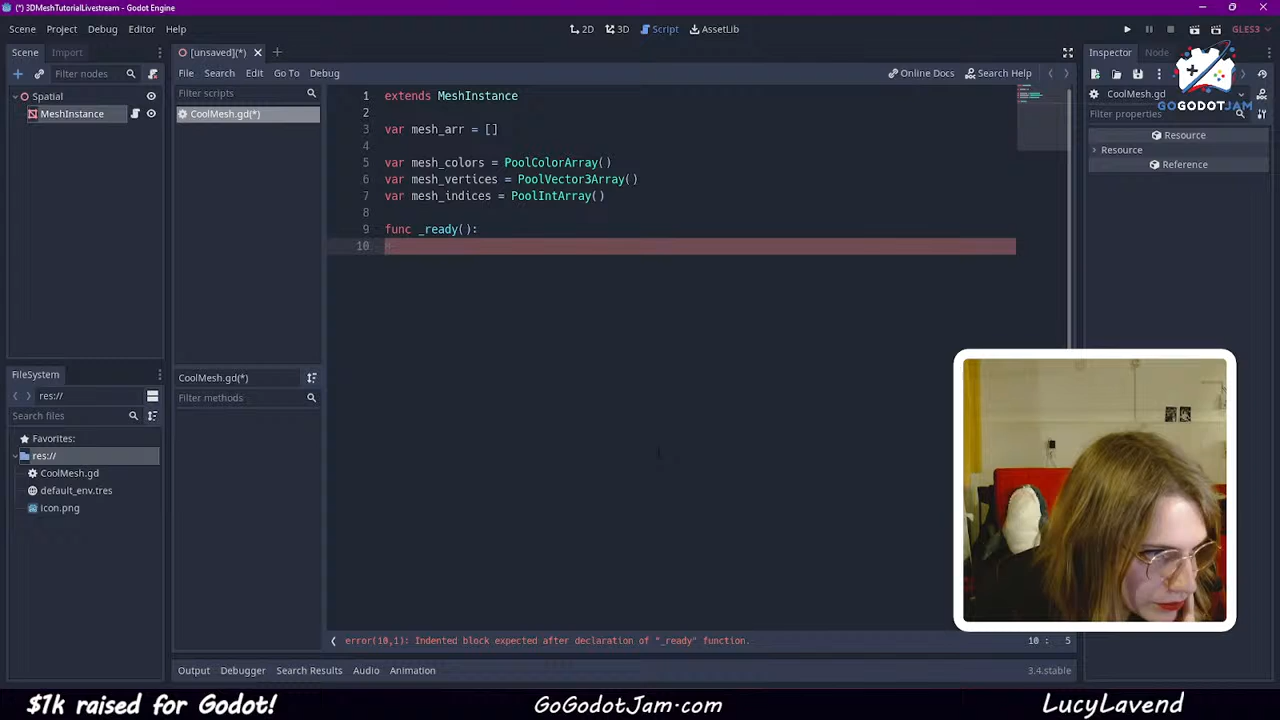 (*) 3DMeshTutorialLivestream - Godot Engine
Scene Project Debug Editor Help
2D 3D Script AssetLib
GLES3
Scene Import
[unsaved](*)
Inspector Node
Filter nodes
File Search Edit Go To Debug
Online Docs Search Help
Spatial
MeshInstance
Filter scripts
CoolMesh.gd(*)
1 extends MeshInstance
2
3 var mesh_arr = []
4
5 var mesh_colors = PoolColorArray()
6 var mesh_vertices = PoolVector3Array()
7 var mesh_indices = PoolIntArray()
8
9 func _ready():
10
CoolMesh.gd(*)
GOGODOTJAM
Filter properties
Resource
Resource
Reference
FileSystem
res://
Search files
Favorites:
res://
CoolMesh.gd
default_env.tres
icon.png
CoolMesh.gd(*)
Filter methods
error(10,1): Indented block expected after declaration of "_ready" function.
10 : 5
Output Debugger Search Results Audio Animation
3.4.stable
$1k raised for Godot!
GoGodotJam.com
LucyLavend